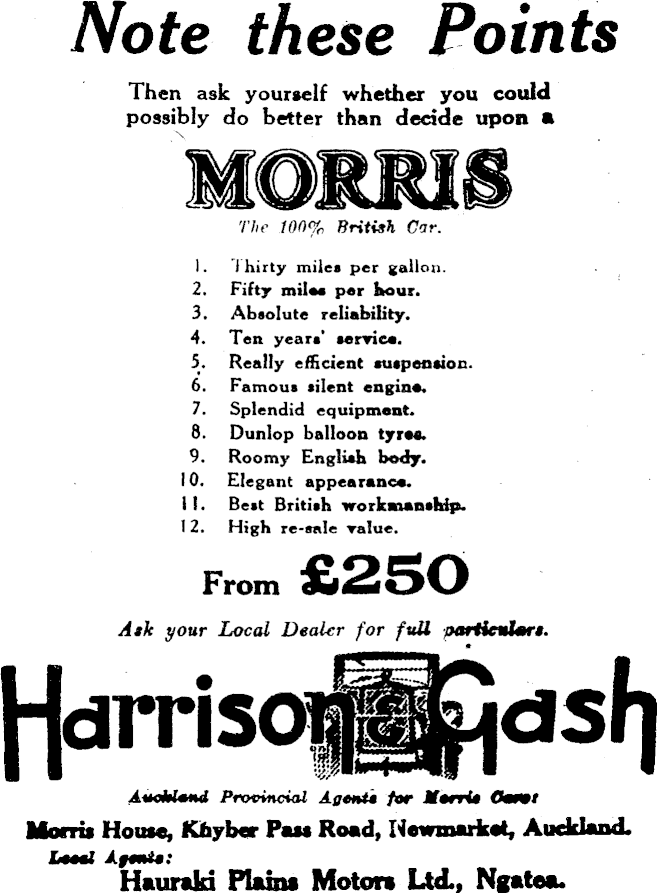 Note these Points
Then ask yourself whether you could
possibly do better than decide upon a
MORRIS
The 100% British Car.
1. Thirty miles per gallon.
2. Fifty miles per hour.
3. Absolute reliability.
4. Ten years' service.
5. Really efficient suspension.
6. Famous silent engine.
7. Splendid equipment.
8. Dunlop balloon tyres.
9. Roomy English body.
10. Elegant appearance.
11. Best British workmanship.
12. High re-sale value.
From £250
Ask your Local Dealer for full particulars.
Harrison & Gash
Auckland Provincial Agents for Morris Cars:
Morris House, Khyber Pass Road, Newmarket, Auckland.
Local Agents:
Hauraki Plains Motors Ltd., Ngatea.